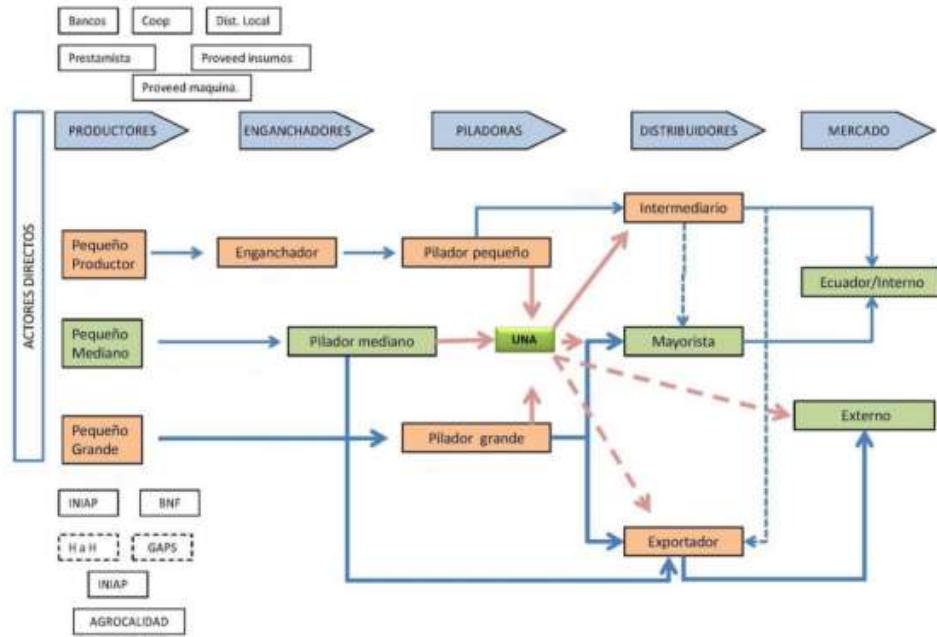 Bancos
Coop
Dist. Local
Prestamista
Proveed insumos
Proveed maquina.
ACTORES DIRECTOS
PRODUCTORES
ENGANCHADORES
PILADORAS
DISTRIBUIDORES
MERCADO
Intermediario
Pequeño
Productor
Enganchador
Pilador pequeño
Ecuador/Interno
Pequeño
Mediano
Pilador mediano
UNA
Mayorista
Externo
Pequeño
Grande
Pilador grande
INIAP
BNF
Exportador
H a H
GAPS
INIAP
AGROCALIDAD